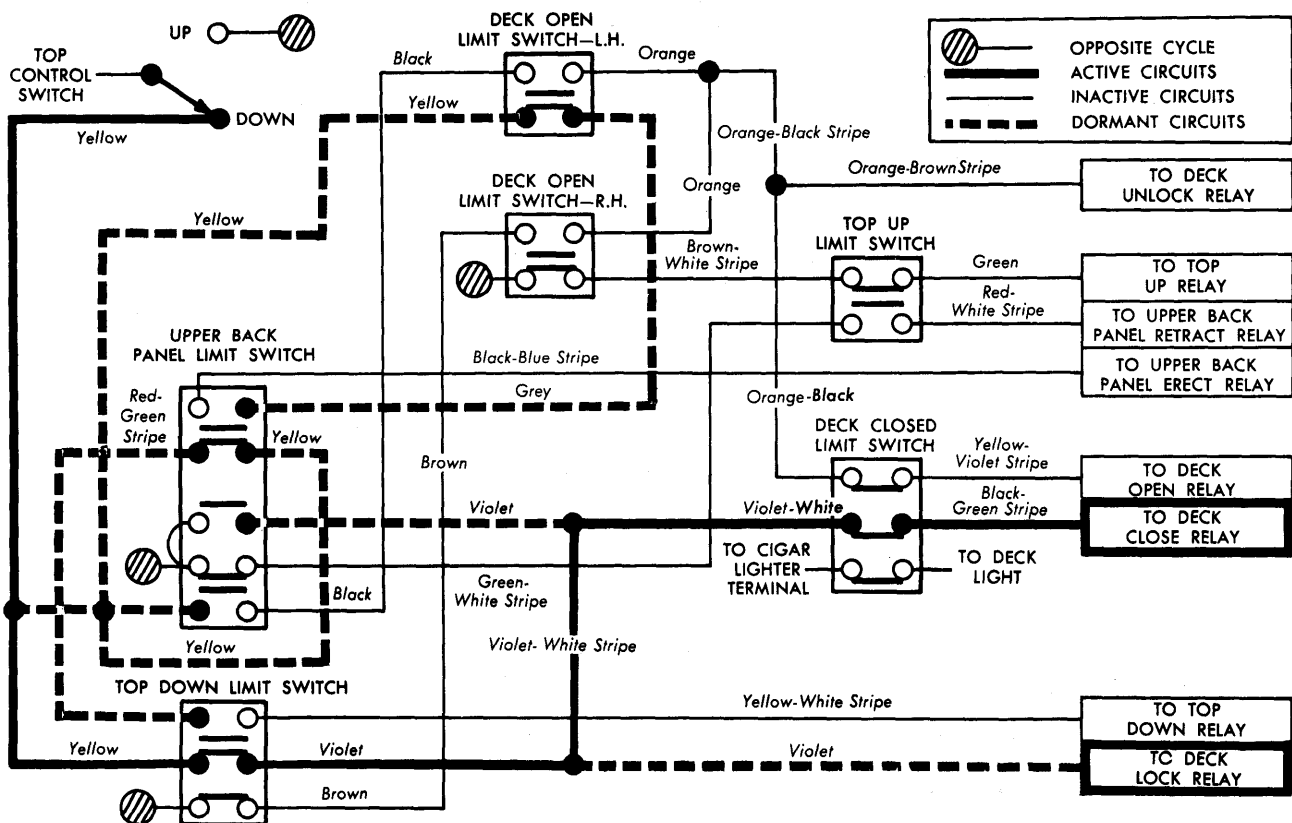 UP
TOP
CONTROL
SWITCH
DOWN
Yellow
DECK OPEN
LIMIT SWITCH—L.H.
Black
Orange
Yellow
Orange-Black Stripe
OPPOSITE CYCLE
ACTIVE CIRCUITS
INACTIVE CIRCUITS
DORMANT CIRCUITS
Orange-Brown Stripe
TO DECK
UNLOCK RELAY
DECK OPEN
LIMIT SWITCH—R.H.
Orange
Yellow
Brown-
White Stripe
TOP UP
LIMIT SWITCH
Green
TO TOP
UP RELAY
Red-
White Stripe
TO UPPER BACK
PANEL RETRACT RELAY
UPPER BACK
PANEL LIMIT SWITCH
Black-Blue Stripe
TO UPPER BACK
PANEL ERECT RELAY
Red-
Green
Stripe
Grey
Orange-Black
Yellow
Brown
DECK CLOSED
LIMIT SWITCH
Yellow-
Violet Stripe
TO DECK
OPEN RELAY
Violet
Violet-White
Black-
Green Stripe
TO DECK
CLOSE RELAY
TO CIGAR
LIGHTER
TERMINAL
TO DECK
LIGHT
Black
Green-
White Stripe
Yellow
Violet- White Stripe
TOP DOWN LIMIT SWITCH
Yellow-White Stripe
TO TOP
DOWN RELAY
Yellow
Violet
Violet
TO DECK
LOCK RELAY
Brown